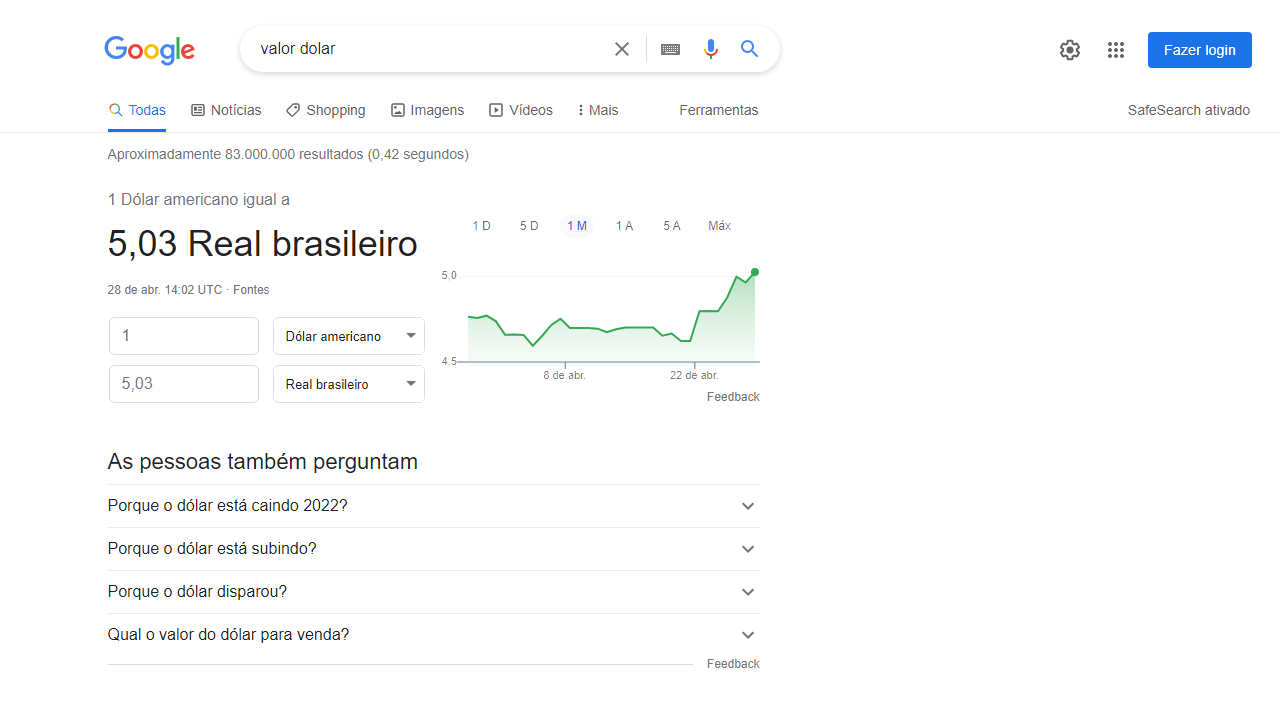 Google
valor dolar
Fazer login
Todas Notícias Shopping Imagens Vídeos Mais Ferramentas SafeSearch ativado
Aproximadamente 83.000.000 resultados (0,42 segundos)
1 Dólar americano igual a
5,03 Real brasileiro
28 de abr. 14:02 UTC · Fontes
1 Dólar americano
5,03 Real brasileiro
1 D 5 D 1 M 1 A 5 A Máx
5,0
4,5
8 de abr. 22 de abr.
Feedback
As pessoas também perguntam
Porque o dólar está caindo 2022?
Porque o dólar está subindo?
Porque o dólar disparou?
Qual o valor do dólar para venda?
Feedback